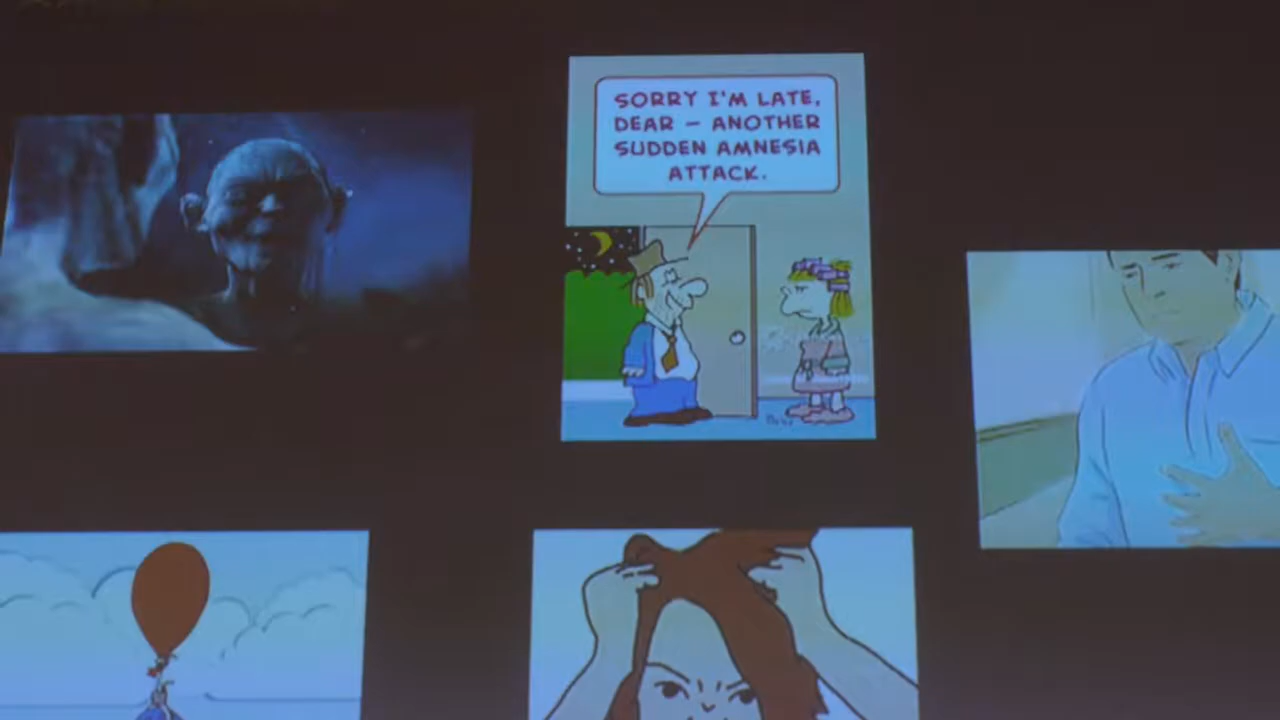 SORRY I'M LATE,
DEAR — ANOTHER
SUDDEN AMNESIA
ATTACK.